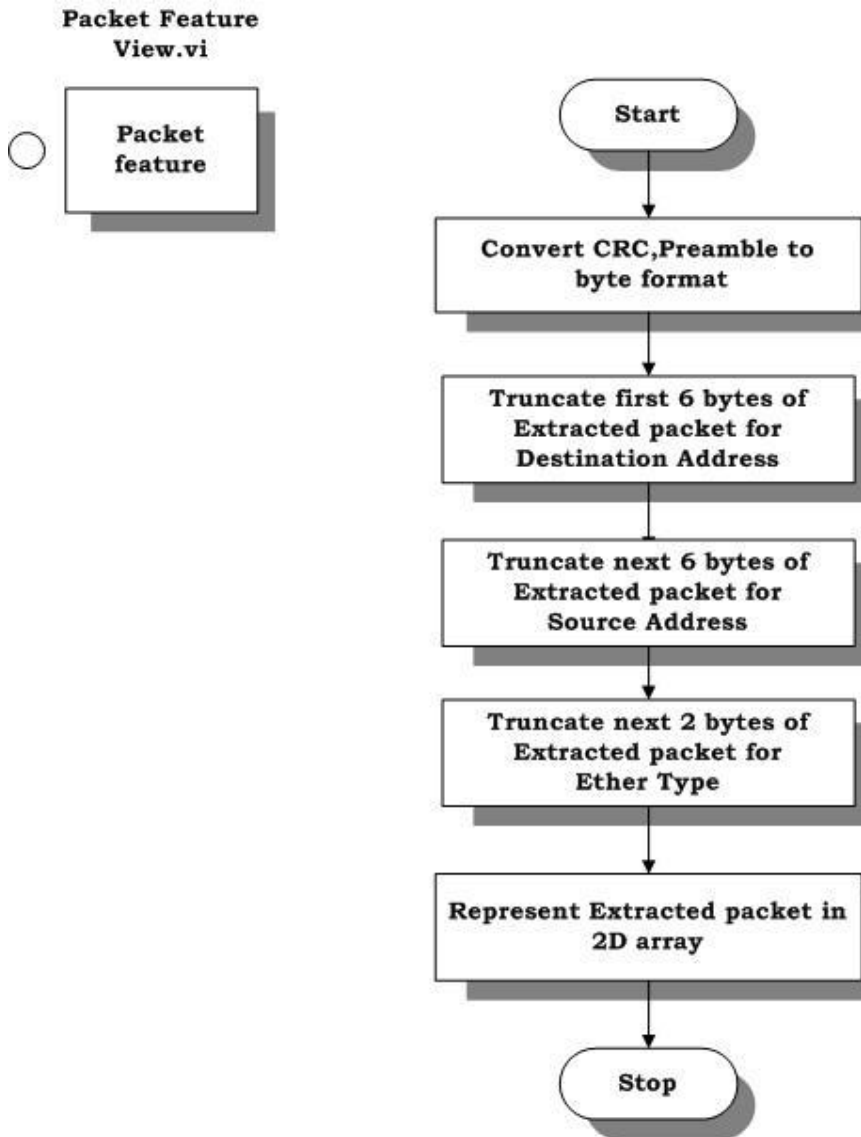 Packet Feature
View.vi
Packet
feature
Start
Convert CRC,Preamble to
byte format
Truncate first 6 bytes of
Extracted packet for
Destination Address
Truncate next 6 bytes of
Extracted packet for
Source Address
Truncate next 2 bytes of
Extracted packet for
Ether Type
Represent Extracted packet in
2D array
Stop